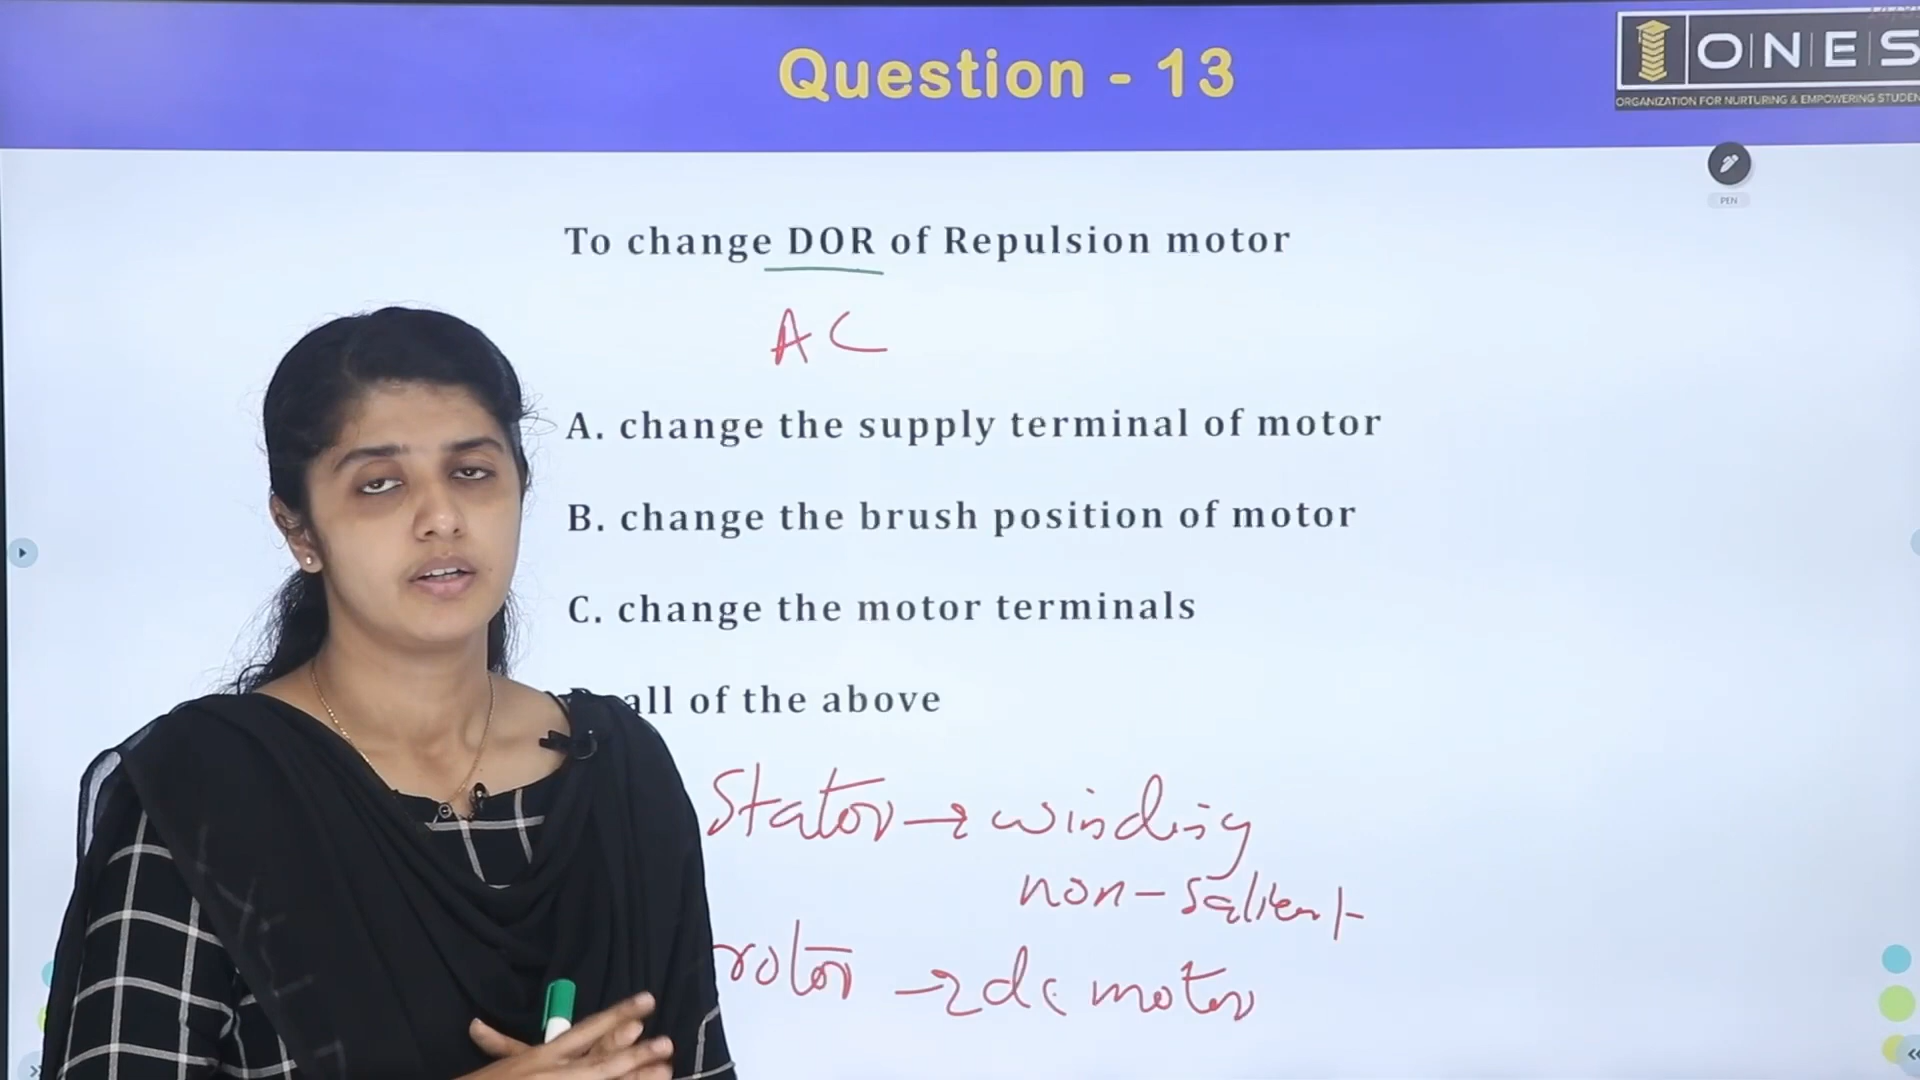 Question - 13
ONES
ORGANIZATION FOR NURTURING & EMPOWERING STUDEN
PEN
To change DOR of Repulsion motor
AC
A. change the supply terminal of motor
B. change the brush position of motor
C. change the motor terminals
all of the above
Stator → winding
non-salient
rotor → dc motor